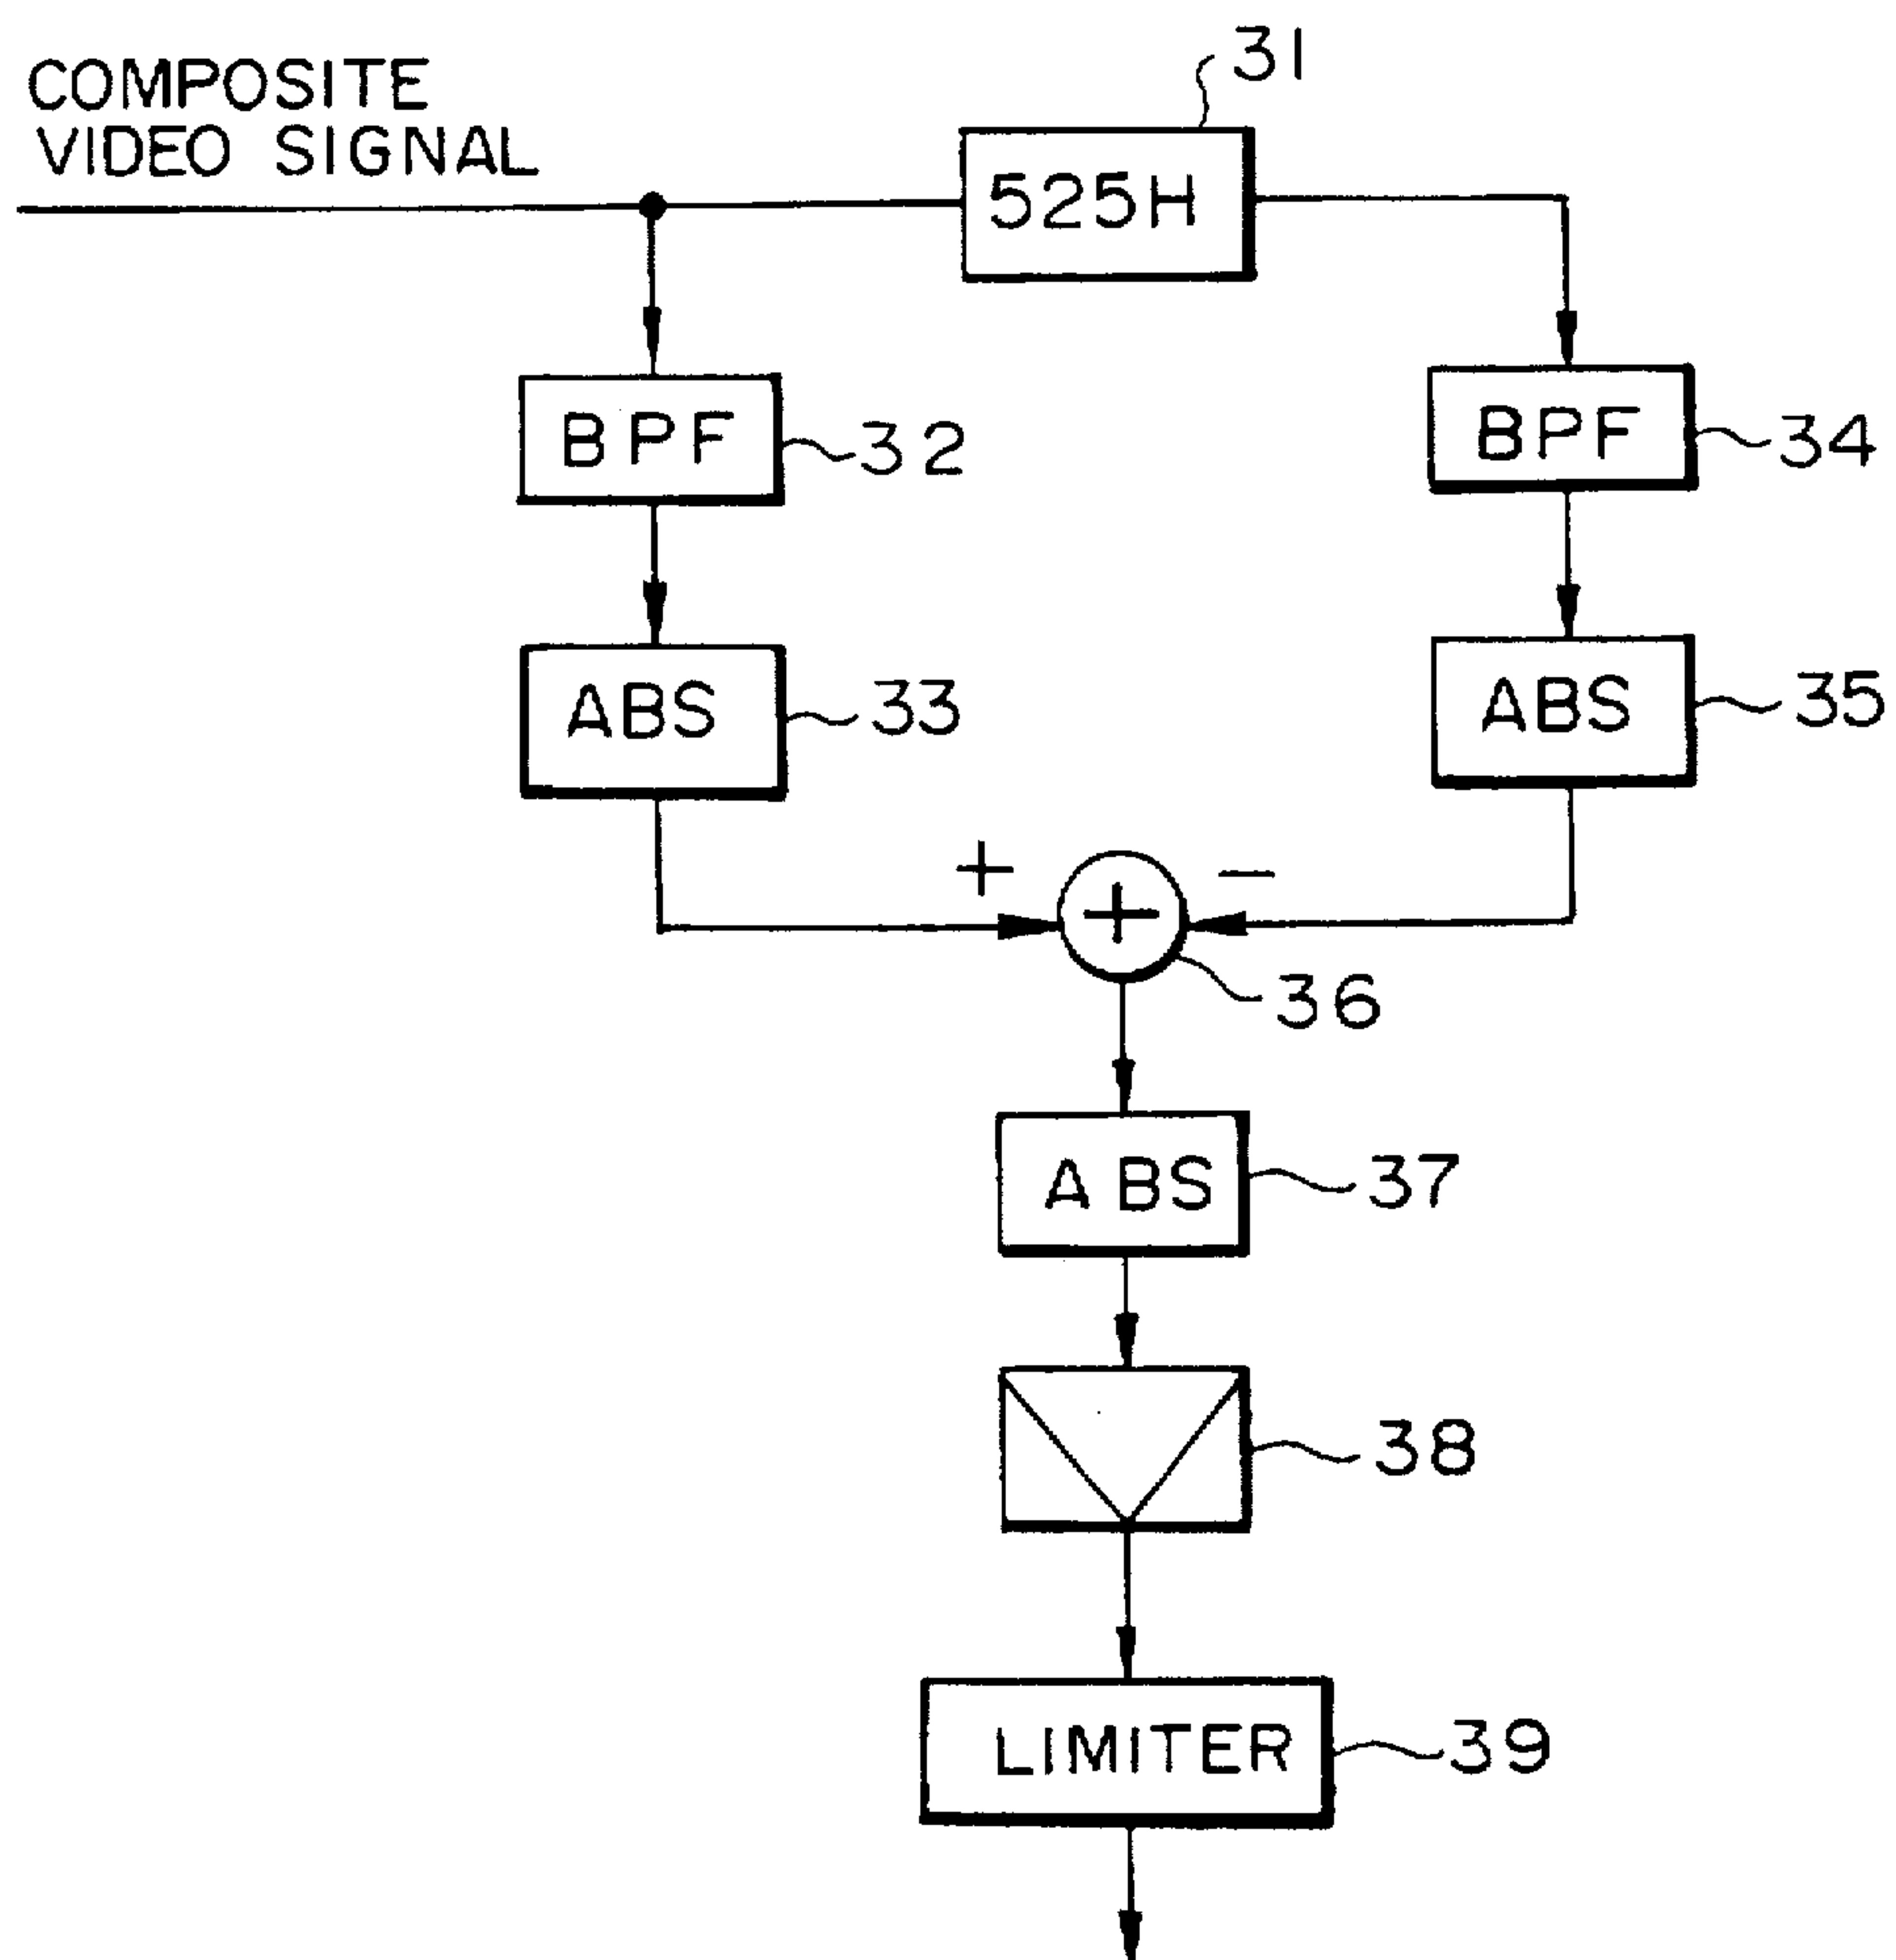 31
COMPOSITE
VIDEO SIGNAL
525H
BPF 32
BPF 34
ABS 33
ABS 35
+ + −
36
ABS 37
38
LIMITER 39